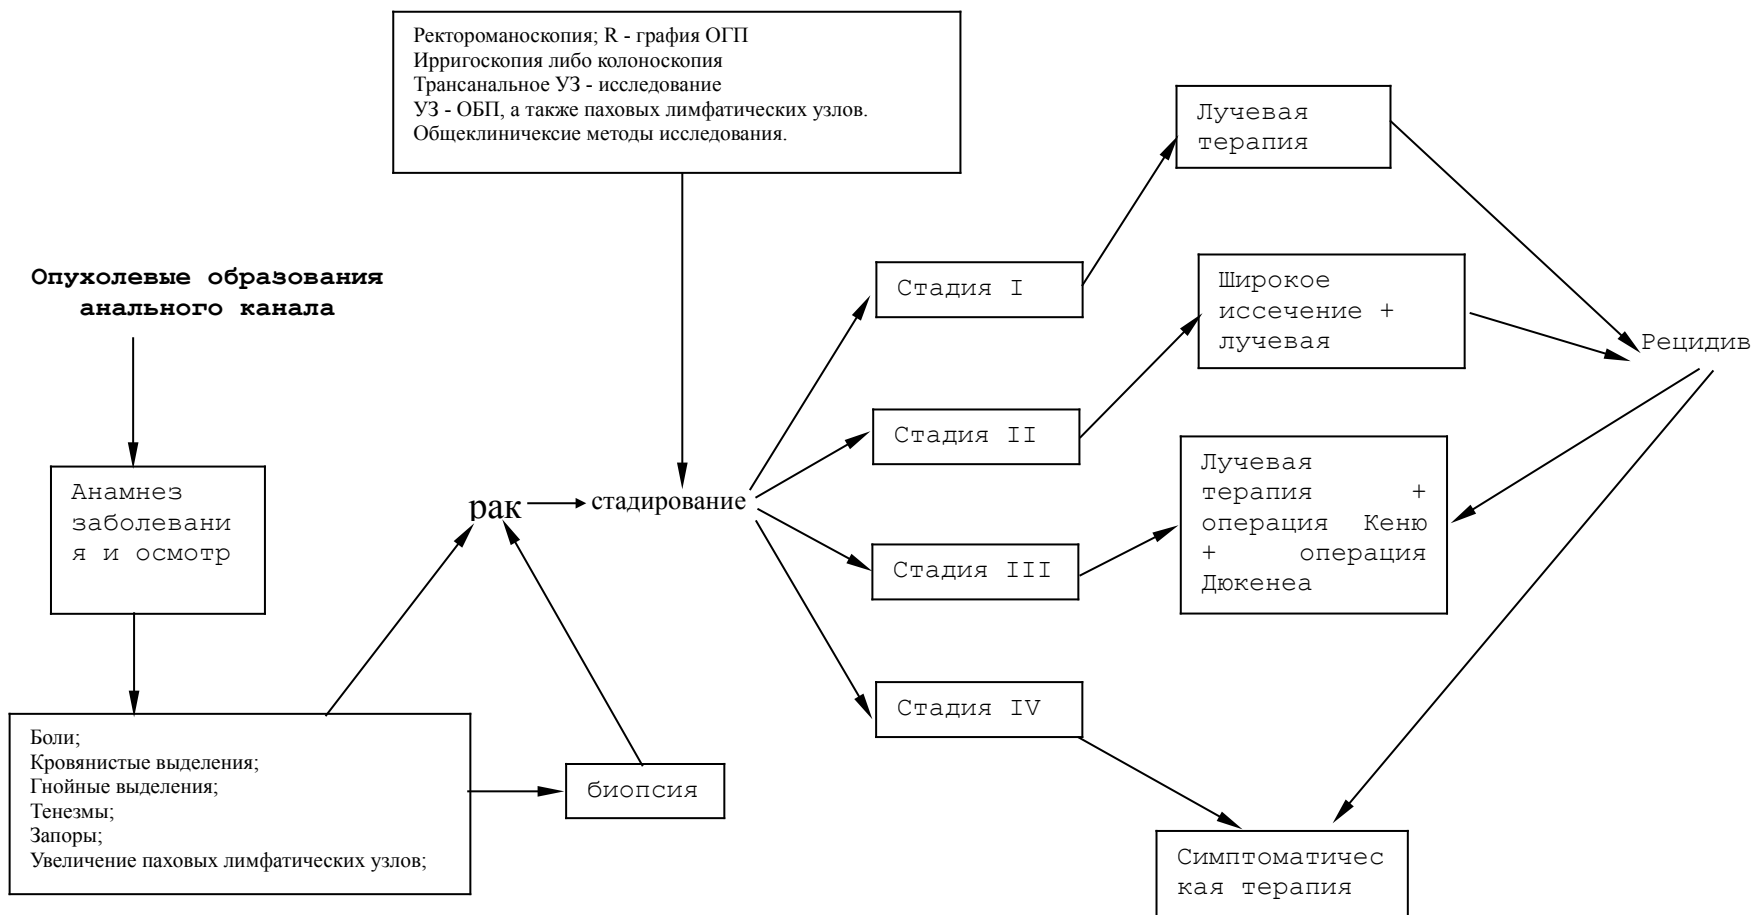 Ректороманоскопия; R - графия ОГП
Ирригоскопия либо колоноскопия
Трансанальное УЗ - исследование
УЗ - ОБП, а также паховых лимфатических узлов.
Общеклиничексие методы исследования.
Опухолевые образования
анального канала
Анамнез
заболевани
я и осмотр
Боли;
Кровянистые выделения;
Гнойные выделения;
Тенезмы;
Запоры;
Увеличение паховых лимфатических узлов;
биопсия
рак
стадирование
Стадия I
Стадия II
Стадия III
Стадия IV
Лучевая
терапия
Широкое
иссечение +
лучевая
Лучевая
терапия +
операция Кеню
+ операция
Дюкенеа
Рецидив
Симптоматичес
кая терапия